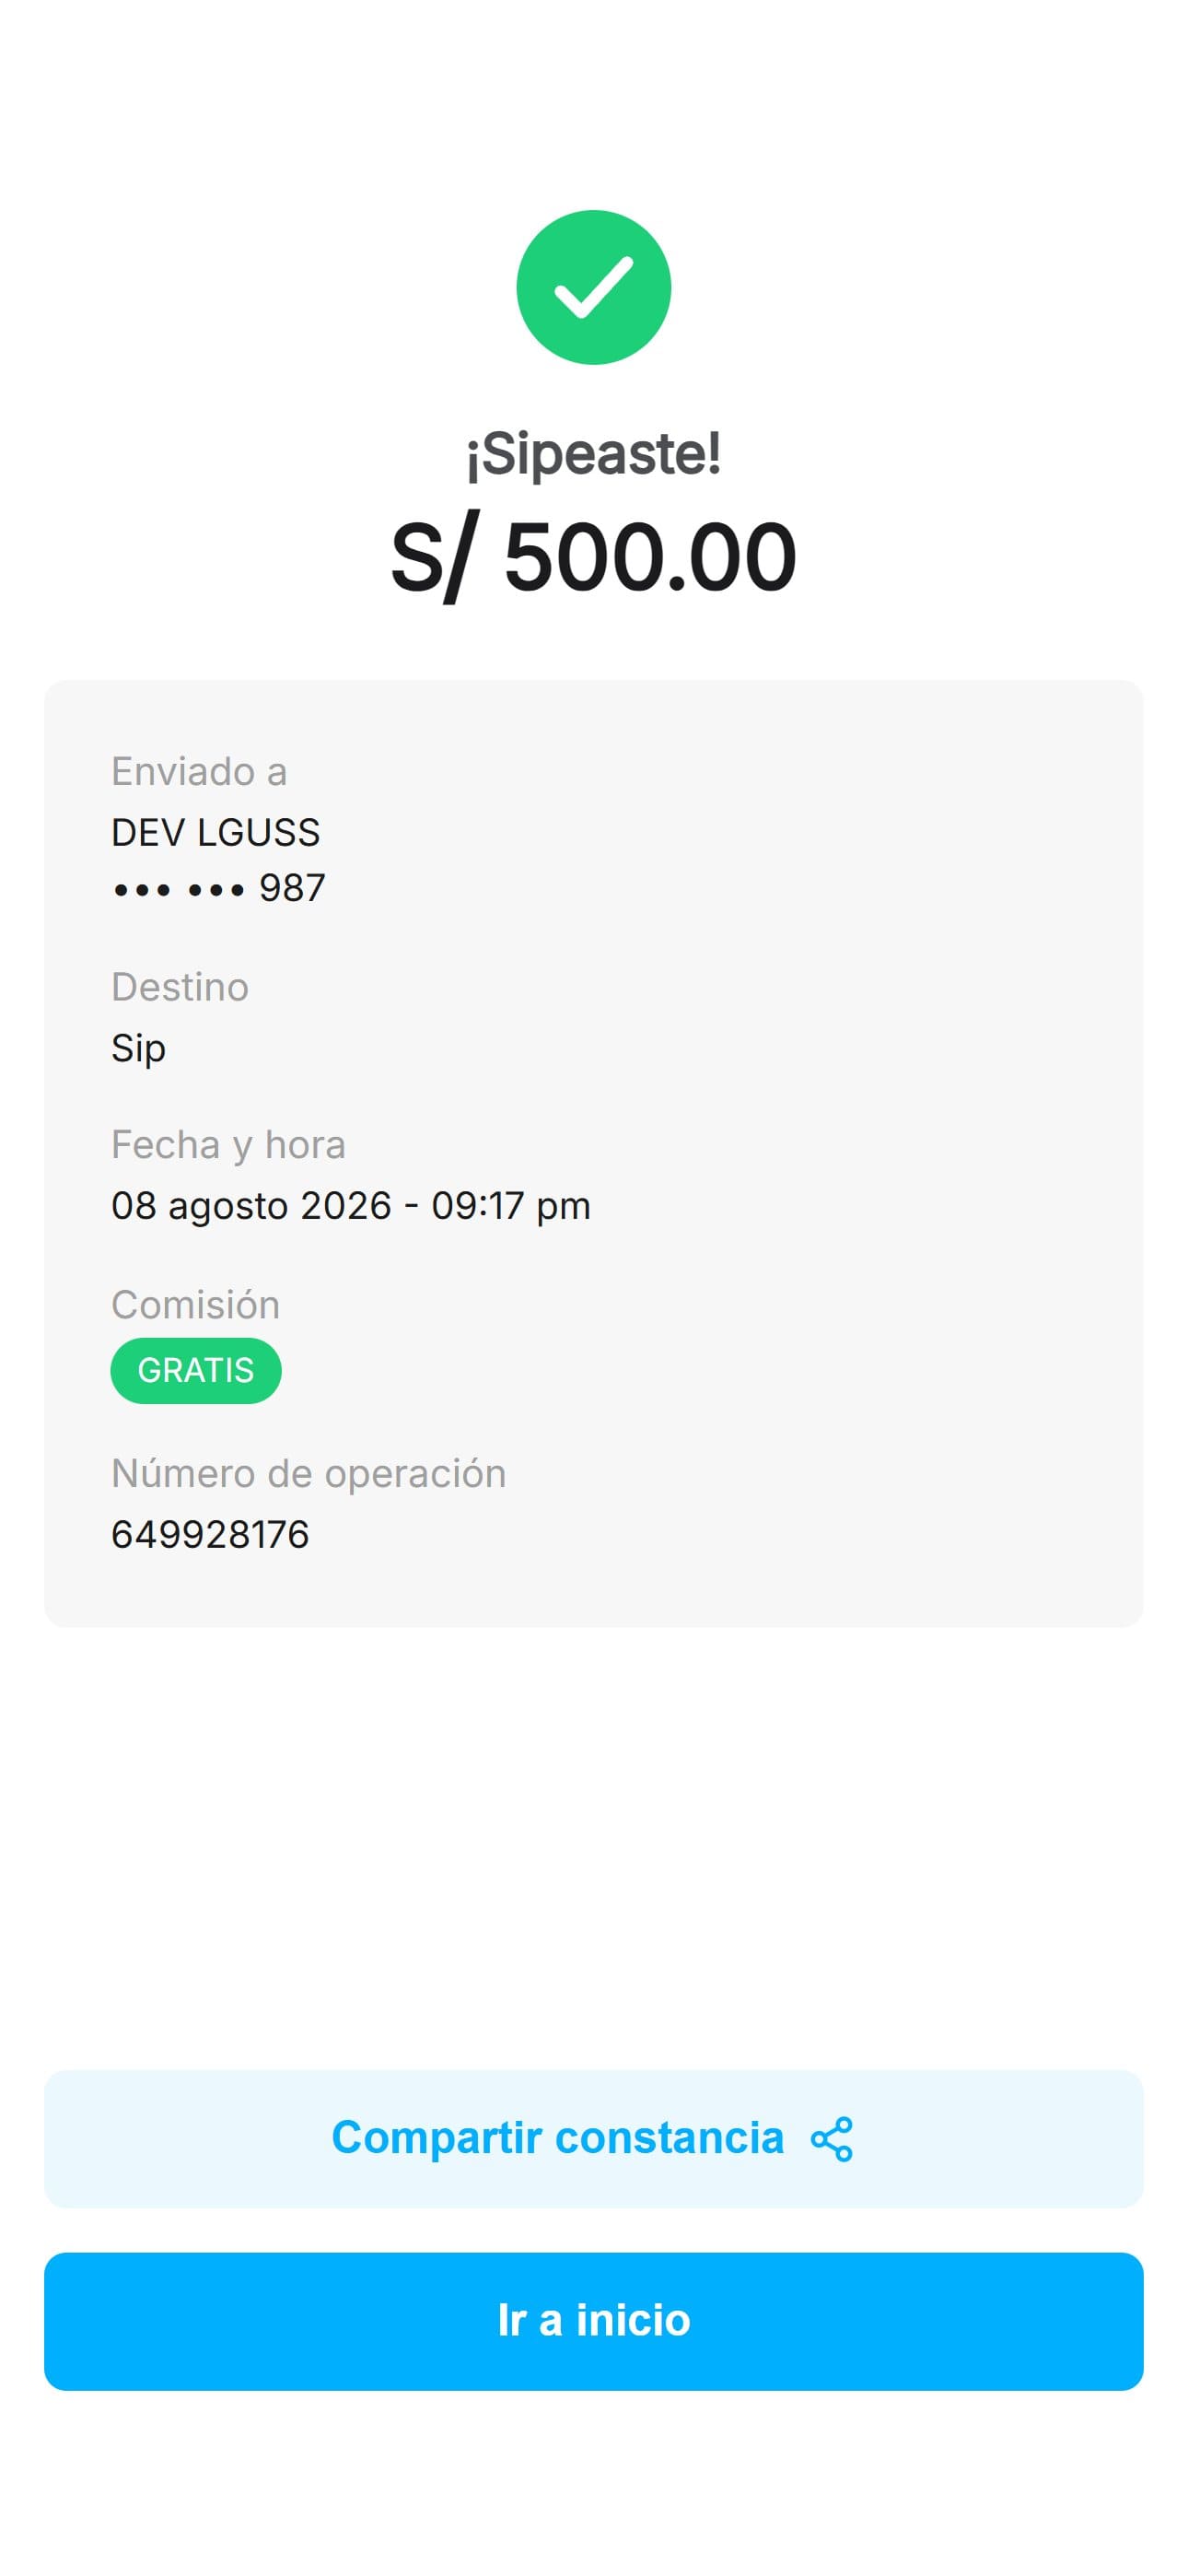 ¡Sipeaste!
S/ 500.00
Enviado a
DEV LGUSS
••• ••• 987
Destino
Sip
Fecha y hora
08 agosto 2026 - 09:17 pm
Comisión
GRATIS
Número de operación
649928176
Compartir constancia
Ir a inicio